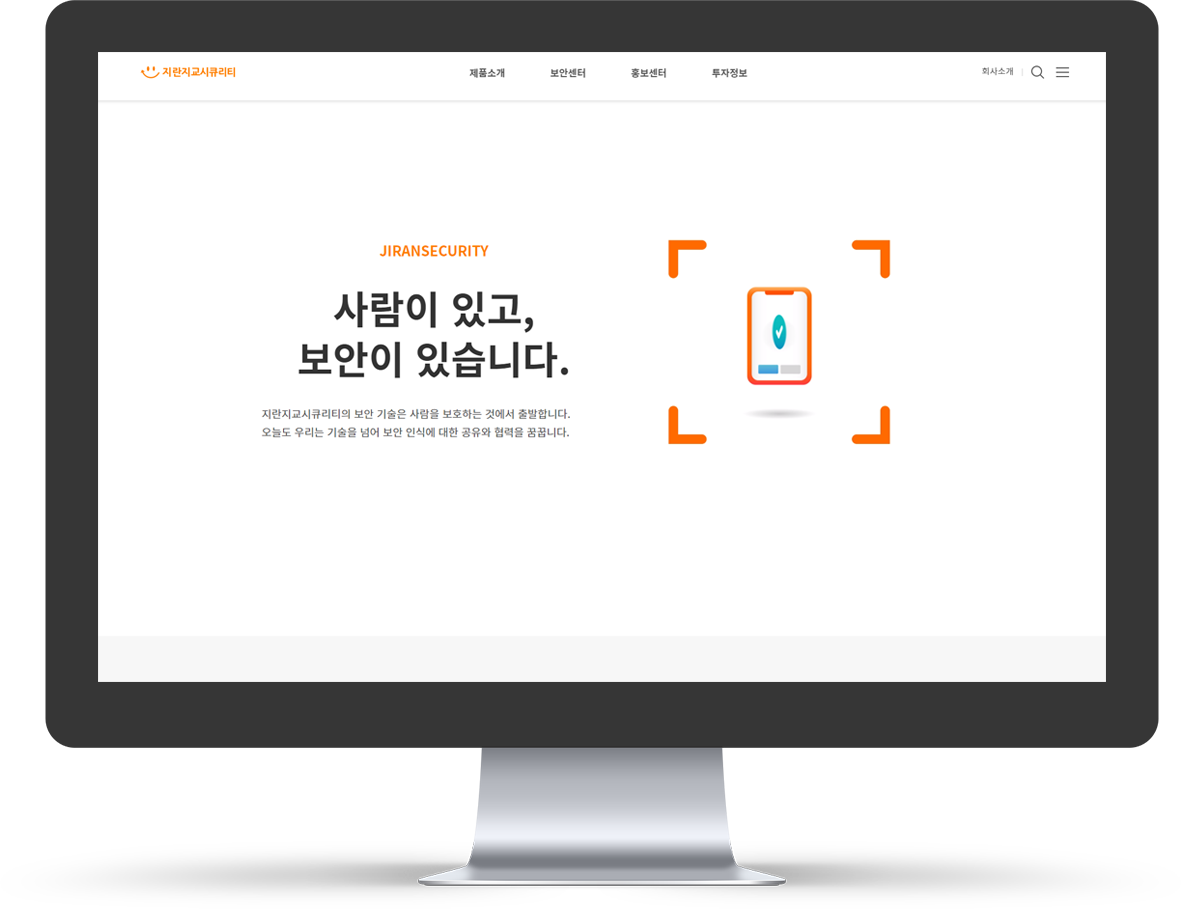 지란지교시큐리티
제품소개 보안센터 홍보센터 투자정보
회사소개
JIRANSECURITY
사람이 있고,
보안이 있습니다.
지란지교시큐리티의 보안 기술은 사람을 보호하는 것에서 출발합니다.
오늘도 우리는 기술을 넘어 보안 인식에 대한 공유와 협력을 꿈꿉니다.